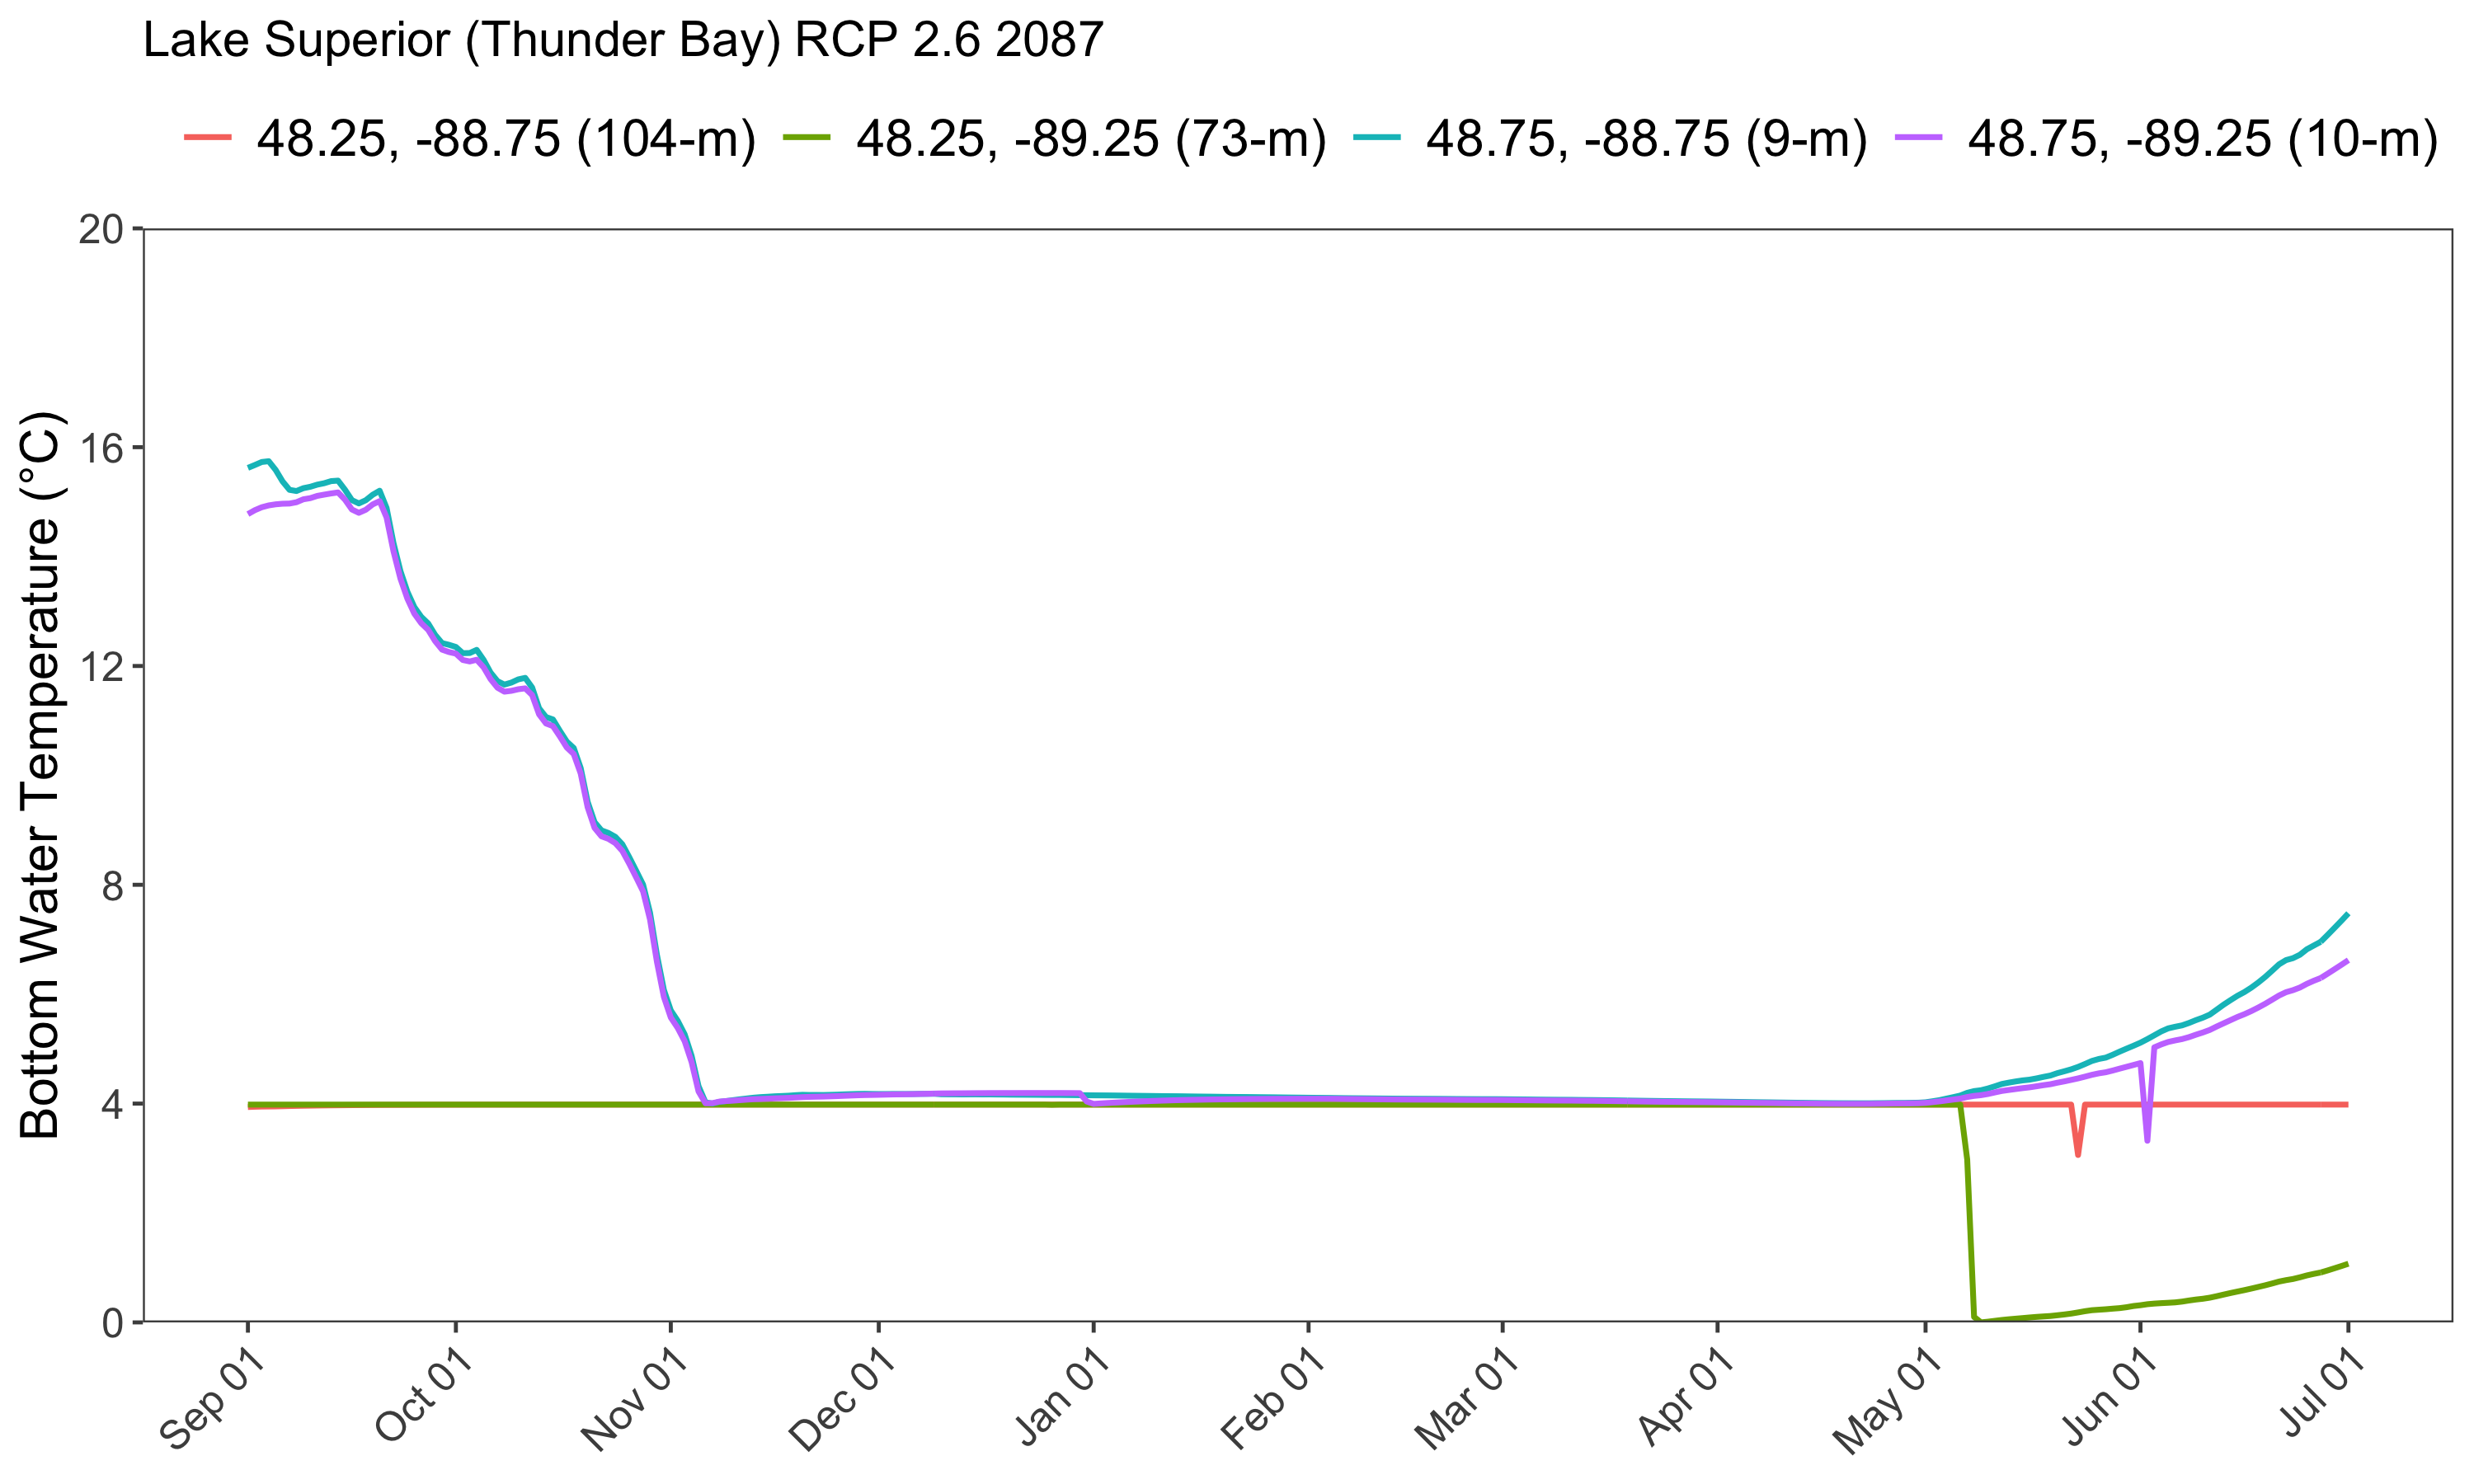 Lake Superior (Thunder Bay) RCP 2.6 2087
48.25, -88.75 (104-m) 48.25, -89.25 (73-m) 48.75, -88.75 (9-m) 48.75, -89.25 (10-m)
Bottom Water Temperature (°C)
20
16
12
8
4
0
Sep 01 Oct 01 Nov 01 Dec 01 Jan 01 Feb 01 Mar 01 Apr 01 May 01 Jun 01 Jul 01